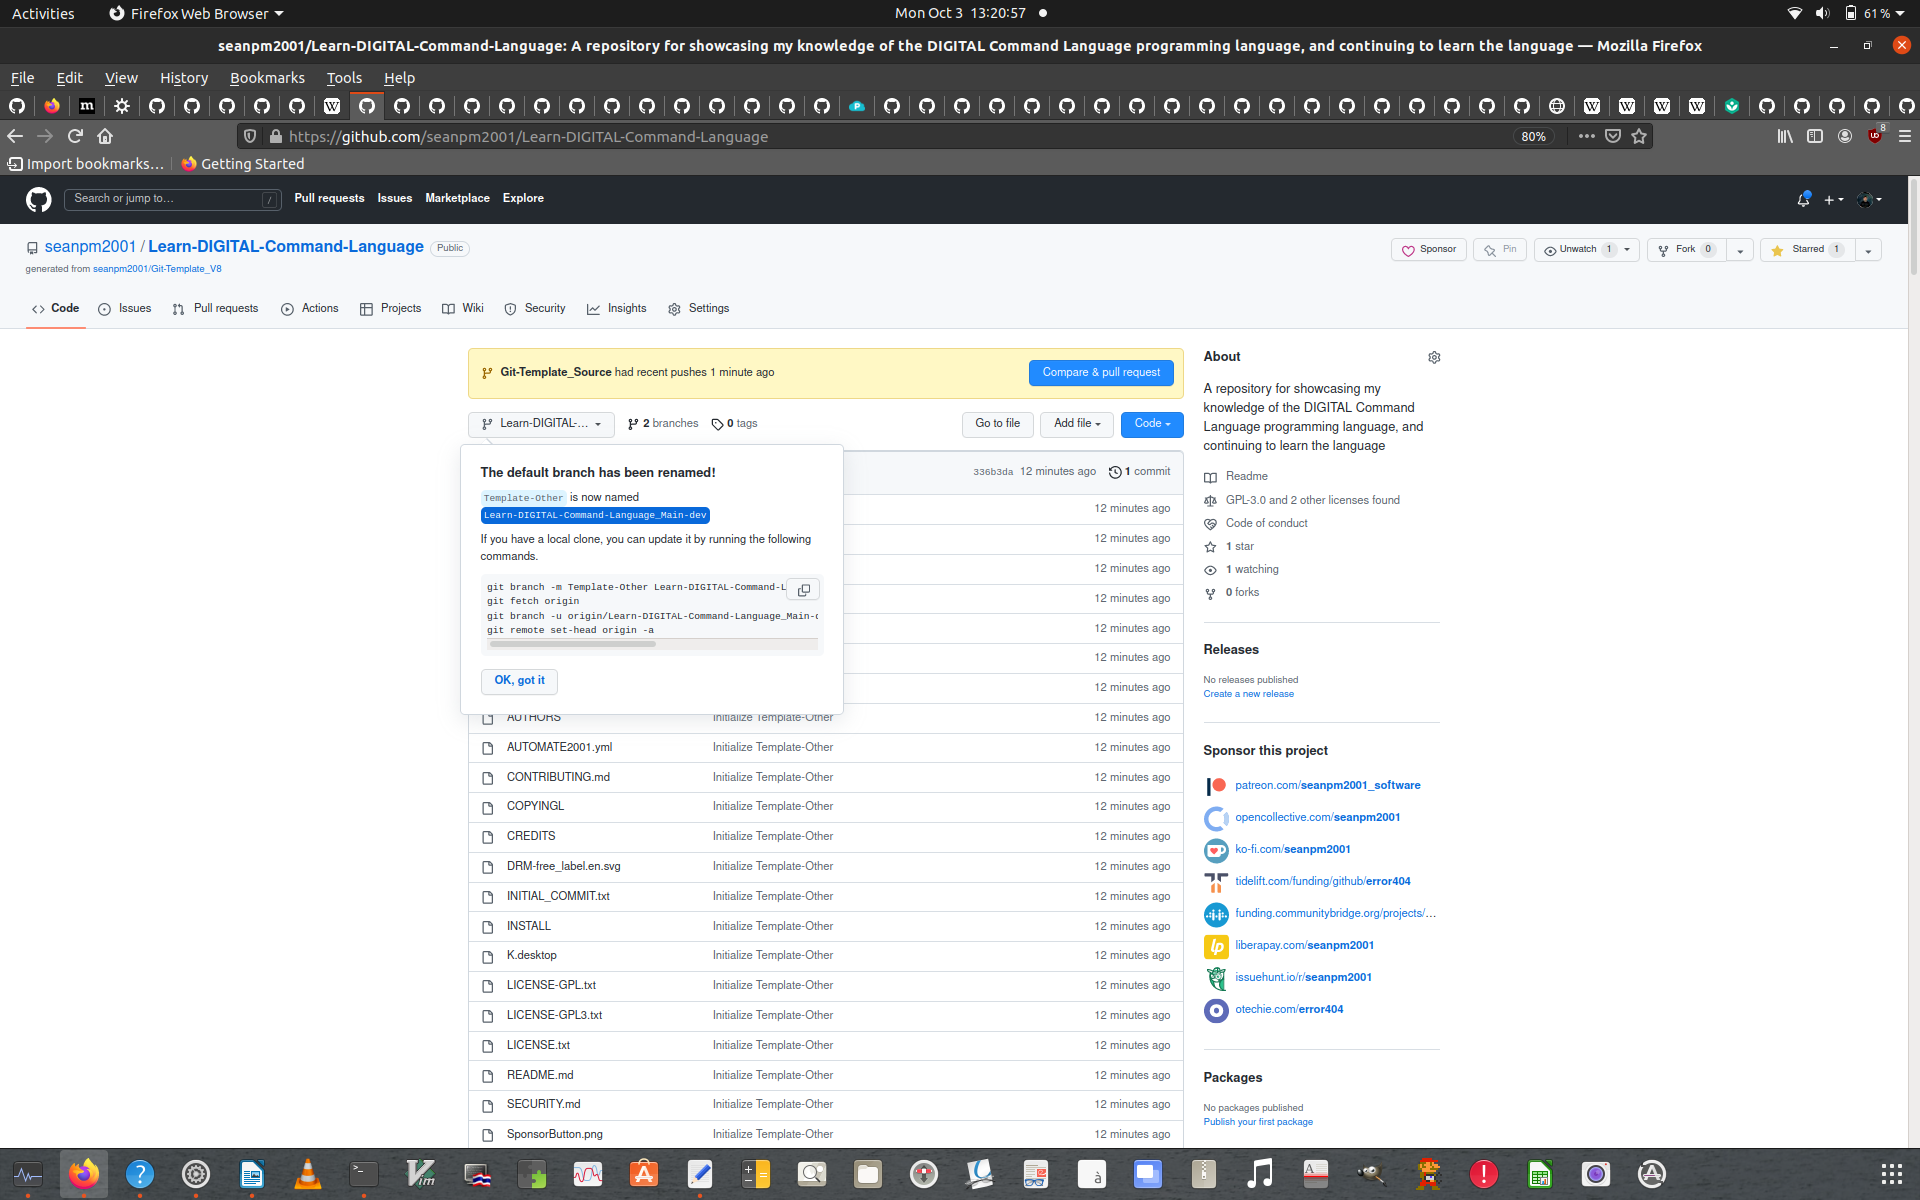 Activities
Firefox Web Browser
Mon Oct 3 13:20:57
61 %
seanpm2001/Learn-DIGITAL-Command-Language: A repository for showcasing my knowledge of the DIGITAL Command Language programming language, and continuing to learn the language — Mozilla Firefox
File Edit View History Bookmarks Tools Help
https://github.com/seanpm2001/Learn-DIGITAL-Command-Language
80%
8
Import bookmarks…
Getting Started
Search or jump to…
/
Pull requests Issues Marketplace Explore
seanpm2001 / Learn-DIGITAL-Command-Language Public
generated from seanpm2001/Git-Template_V8
Sponsor
Pin
Unwatch 1
Fork 0
Starred 1
Code
Issues
Pull requests
Actions
Projects
Wiki
Security
Insights
Settings
Git-Template_Source had recent pushes 1 minute ago
Compare & pull request
Learn-DIGITAL-…
2 branches
0 tags
Go to file
Add file
Code
The default branch has been renamed!
Template-Other is now named
Learn-DIGITAL-Command-Language_Main-dev
If you have a local clone, you can update it by running the following
commands.
git branch -m Template-Other Learn-DIGITAL-Command-L
git fetch origin
git branch -u origin/Learn-DIGITAL-Command-Language_Main-d
git remote set-head origin -a
OK, got it
336b3da 12 minutes ago 1 commit
12 minutes ago
12 minutes ago
12 minutes ago
12 minutes ago
12 minutes ago
12 minutes ago
12 minutes ago
AUTHORS Initialize Template-Other 12 minutes ago
AUTOMATE2001.yml Initialize Template-Other 12 minutes ago
CONTRIBUTING.md Initialize Template-Other 12 minutes ago
COPYINGL Initialize Template-Other 12 minutes ago
CREDITS Initialize Template-Other 12 minutes ago
DRM-free_label.en.svg Initialize Template-Other 12 minutes ago
INITIAL_COMMIT.txt Initialize Template-Other 12 minutes ago
INSTALL Initialize Template-Other 12 minutes ago
K.desktop Initialize Template-Other 12 minutes ago
LICENSE-GPL.txt Initialize Template-Other 12 minutes ago
LICENSE-GPL3.txt Initialize Template-Other 12 minutes ago
LICENSE.txt Initialize Template-Other 12 minutes ago
README.md Initialize Template-Other 12 minutes ago
SECURITY.md Initialize Template-Other 12 minutes ago
SponsorButton.png Initialize Template-Other 12 minutes ago
About
A repository for showcasing my
knowledge of the DIGITAL Command
Language programming language, and
continuing to learn the language
Readme
GPL-3.0 and 2 other licenses found
Code of conduct
1 star
1 watching
0 forks
Releases
No releases published
Create a new release
Sponsor this project
patreon.com/seanpm2001_software
opencollective.com/seanpm2001
ko-fi.com/seanpm2001
tidelift.com/funding/github/error404
funding.communitybridge.org/projects/…
liberapay.com/seanpm2001
issuehunt.io/r/seanpm2001
otechie.com/error404
Packages
No packages published
Publish your first package